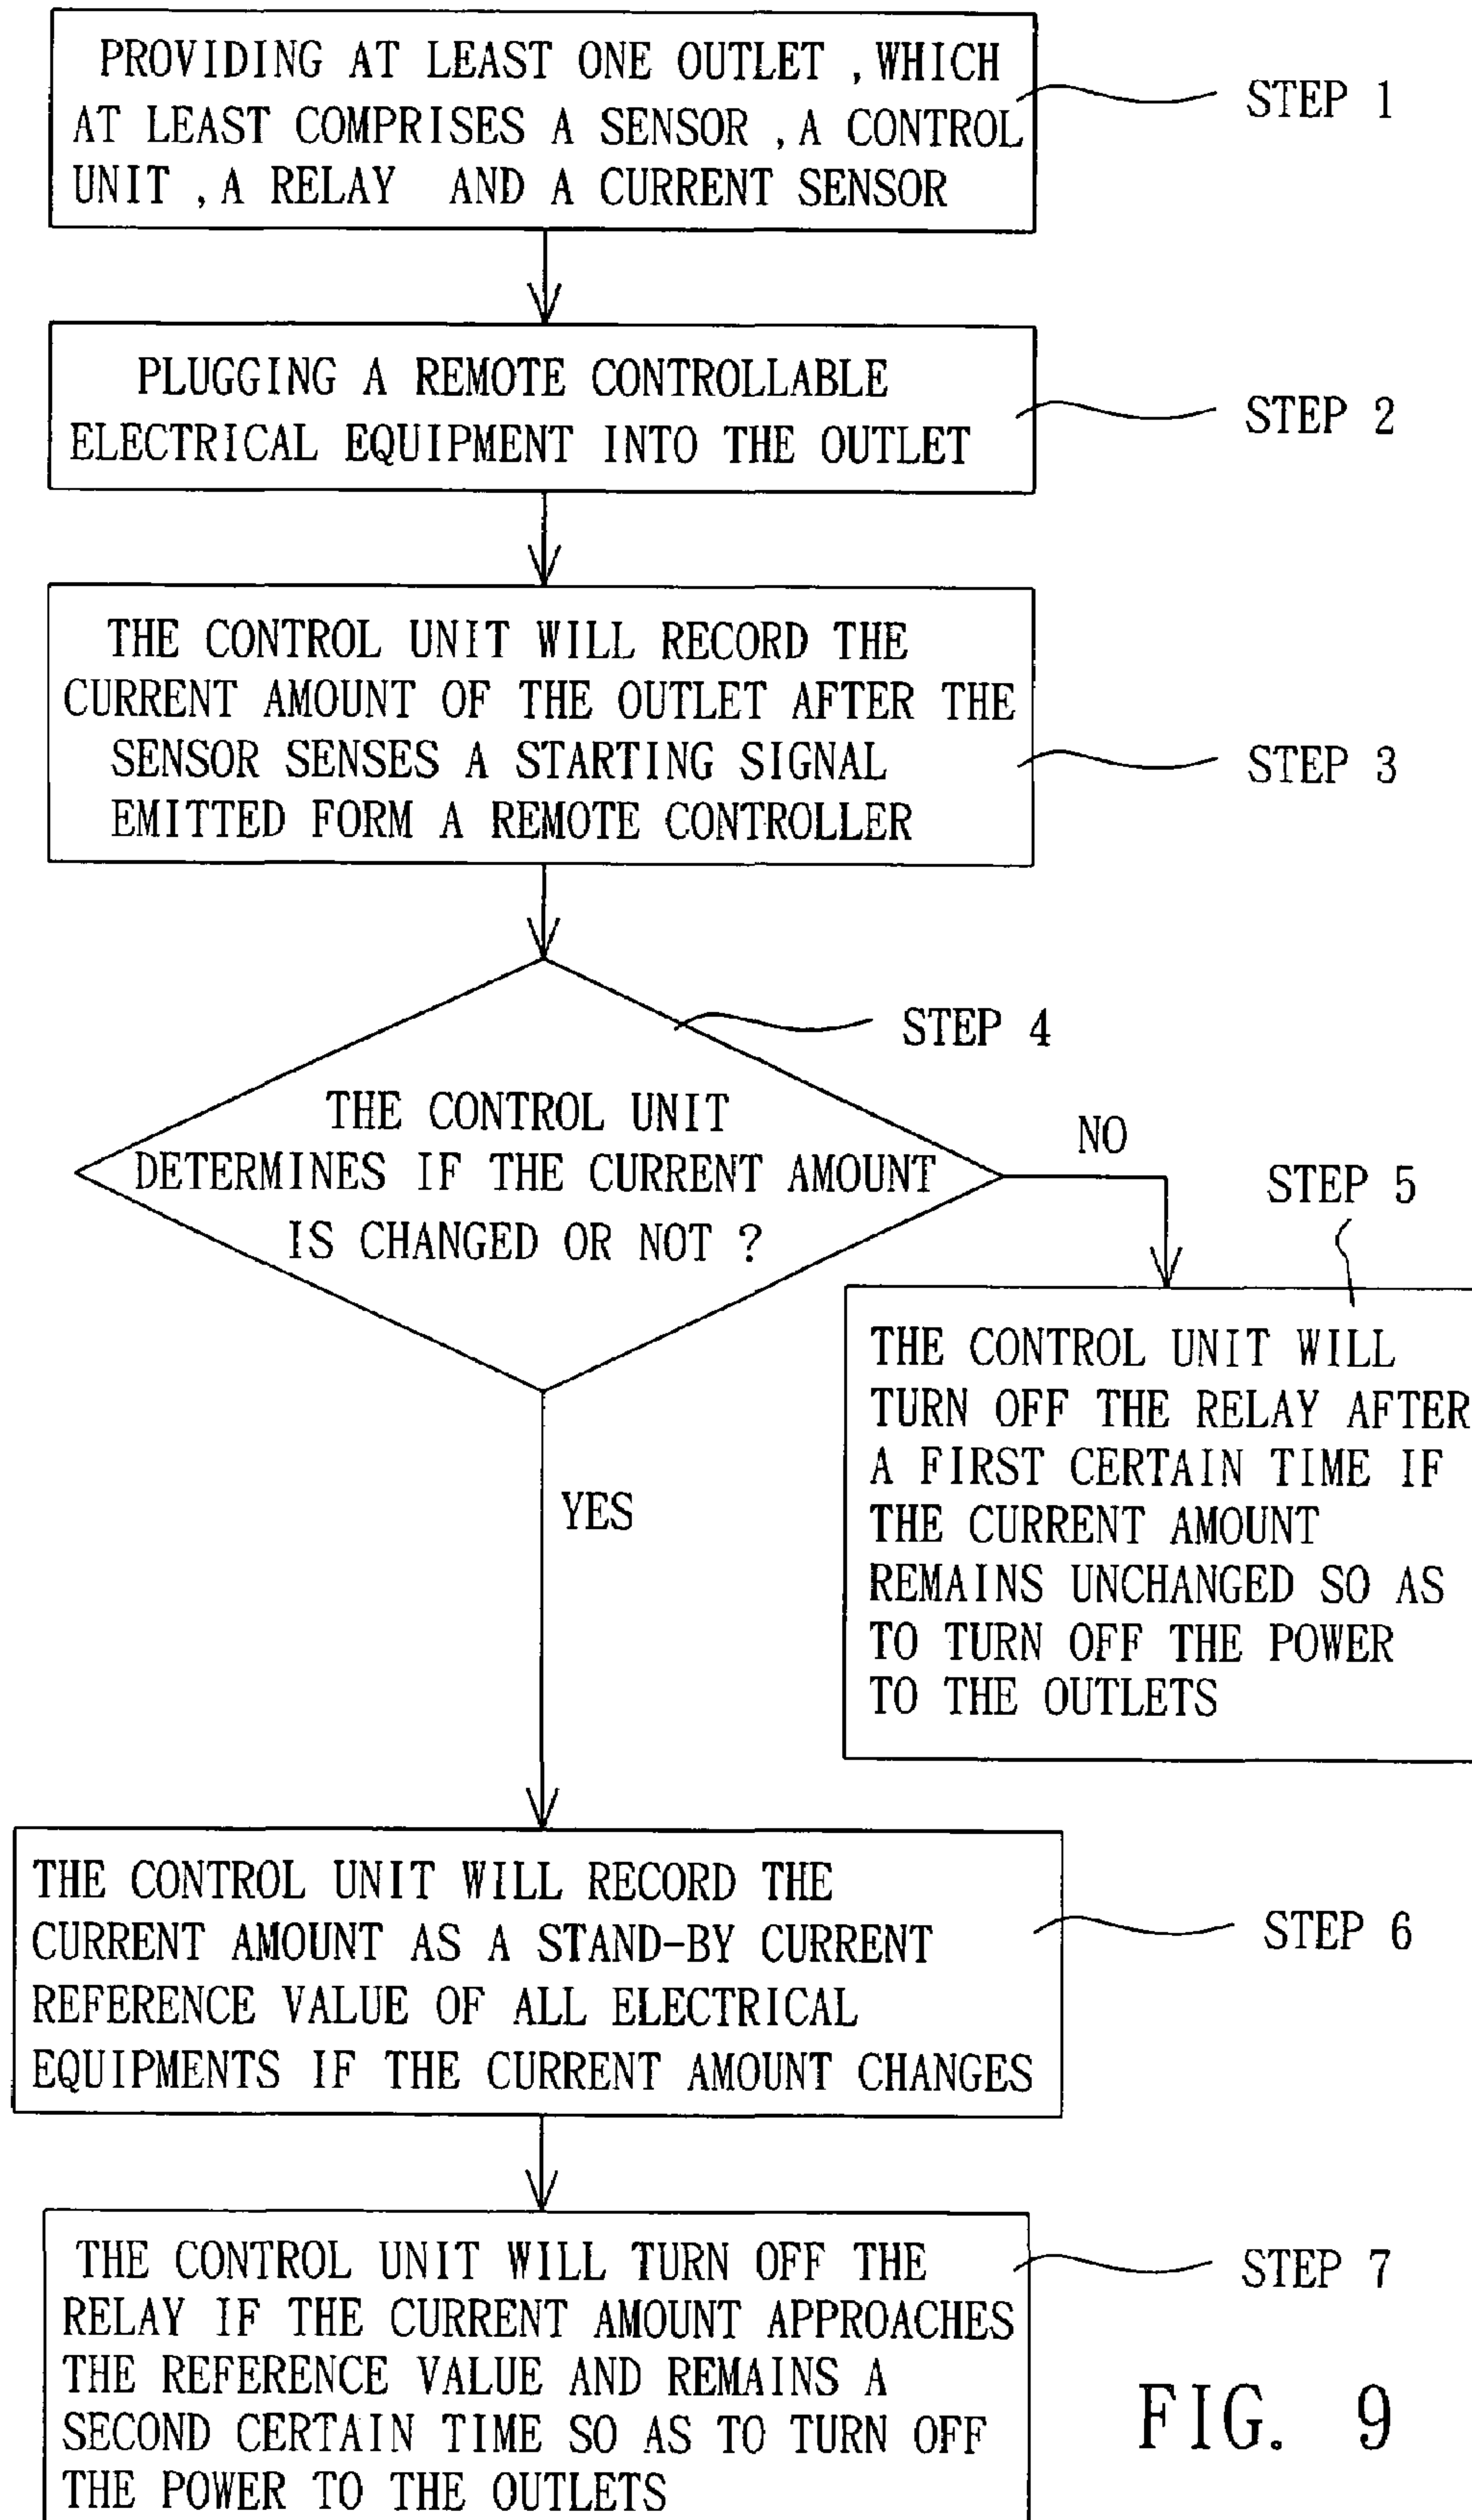 PROVIDING AT LEAST ONE OUTLET ,WHICH
AT LEAST COMPRISES A SENSOR ,A CONTROL
UNIT ,A RELAY AND A CURRENT SENSOR
STEP 1
PLUGGING A REMOTE CONTROLLABLE
ELECTRICAL EQUIPMENT INTO THE OUTLET
STEP 2
THE CONTROL UNIT WILL RECORD THE
CURRENT AMOUNT OF THE OUTLET AFTER THE
SENSOR SENSES A STARTING SIGNAL
EMITTED FORM A REMOTE CONTROLLER
STEP 3
STEP 4
THE CONTROL UNIT
DETERMINES IF THE CURRENT AMOUNT
IS CHANGED OR NOT ?
NO
STEP 5
THE CONTROL UNIT WILL
TURN OFF THE RELAY AFTER
A FIRST CERTAIN TIME IF
THE CURRENT AMOUNT
REMAINS UNCHANGED SO AS
TO TURN OFF THE POWER
TO THE OUTLETS
YES
THE CONTROL UNIT WILL RECORD THE
CURRENT AMOUNT AS A STAND-BY CURRENT
REFERENCE VALUE OF ALL ELECTRICAL
EQUIPMENTS IF THE CURRENT AMOUNT CHANGES
STEP 6
THE CONTROL UNIT WILL TURN OFF THE
RELAY IF THE CURRENT AMOUNT APPROACHES
THE REFERENCE VALUE AND REMAINS A
SECOND CERTAIN TIME SO AS TO TURN OFF
THE POWER TO THE OUTLETS
STEP 7
FIG. 9